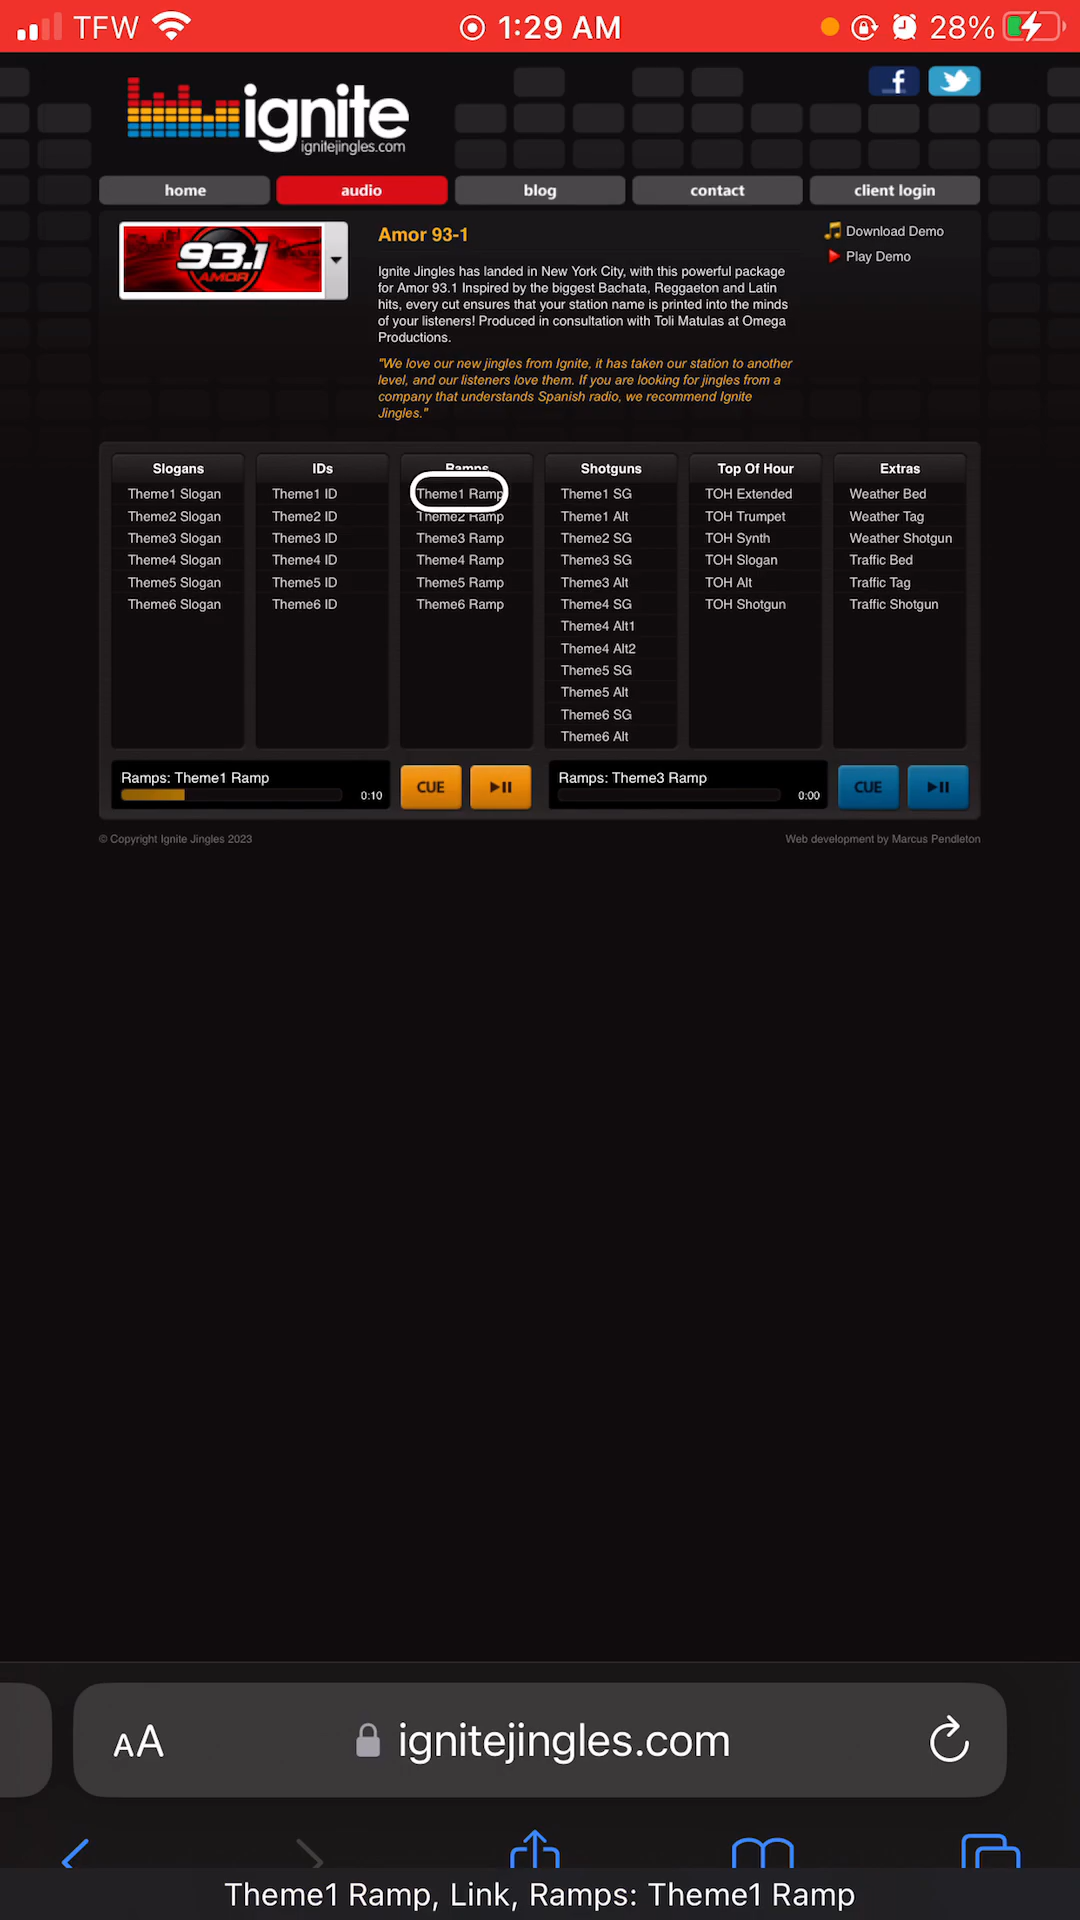 TFW 1:29 AM 28%
ignite
ignitejingles.com
home audio blog contact client login
93.1
AMOR
Amor 93-1
Download Demo
Play Demo
Ignite Jingles has landed in New York City, with this powerful package
for Amor 93.1 Inspired by the biggest Bachata, Reggaeton and Latin
hits, every cut ensures that your station name is printed into the minds
of your listeners! Produced in consultation with Toli Matulas at Omega
Productions.
"We love our new jingles from Ignite, it has taken our station to another
level, and our listeners love them. If you are looking for jingles from a
company that understands Spanish radio, we recommend Ignite
Jingles."
Slogans
Theme1 Slogan
Theme2 Slogan
Theme3 Slogan
Theme4 Slogan
Theme5 Slogan
Theme6 Slogan
IDs
Theme1 ID
Theme2 ID
Theme3 ID
Theme4 ID
Theme5 ID
Theme6 ID
Ramps
Theme1 Ramp
Theme2 Ramp
Theme3 Ramp
Theme4 Ramp
Theme5 Ramp
Theme6 Ramp
Shotguns
Theme1 SG
Theme1 Alt
Theme2 SG
Theme3 SG
Theme3 Alt
Theme4 SG
Theme4 Alt1
Theme4 Alt2
Theme5 SG
Theme5 Alt
Theme6 SG
Theme6 Alt
Top Of Hour
TOH Extended
TOH Trumpet
TOH Synth
TOH Slogan
TOH Alt
TOH Shotgun
Extras
Weather Bed
Weather Tag
Weather Shotgun
Traffic Bed
Traffic Tag
Traffic Shotgun
Ramps: Theme1 Ramp
0:10
CUE
Ramps: Theme3 Ramp
0:00
CUE
© Copyright Ignite Jingles 2023
Web development by Marcus Pendleton
AA ignitejingles.com
Theme1 Ramp, Link, Ramps: Theme1 Ramp